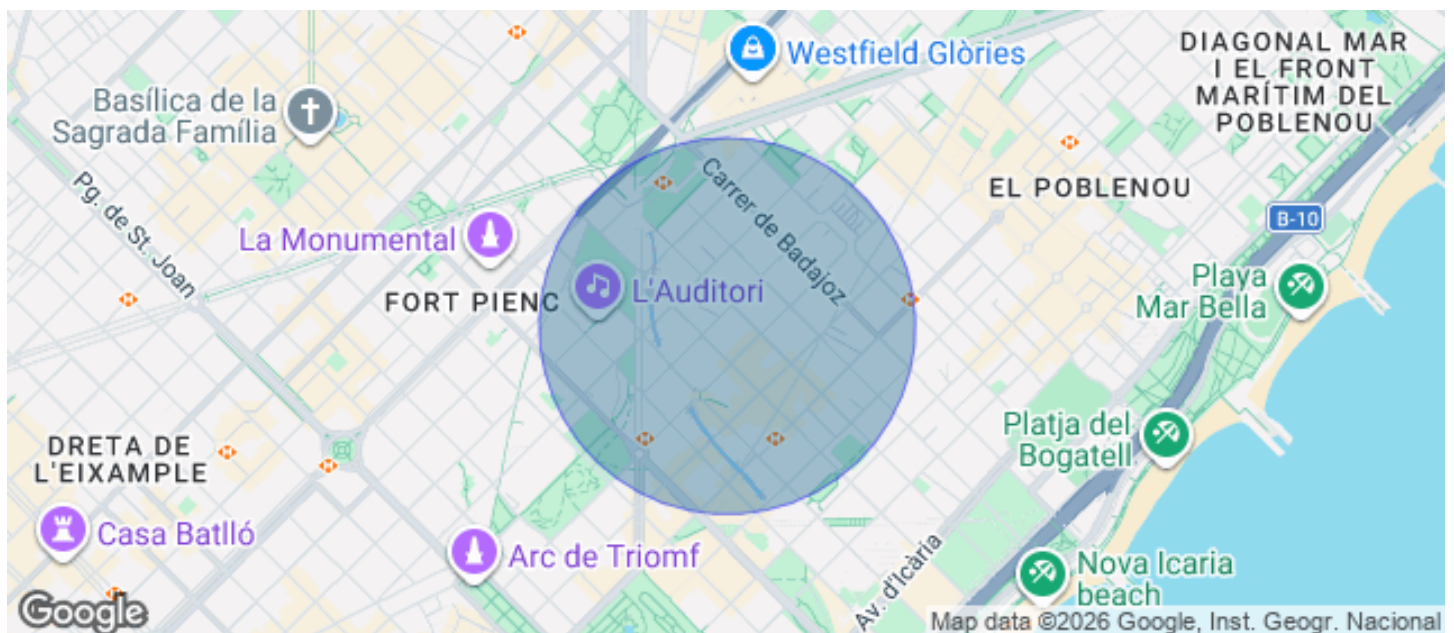 Westfield Glòries
DIAGONAL MAR
I EL FRONT
MARÍTIM DEL
POBLENOU
Basílica de la
Sagrada Família
Carrer de Badajoz
EL POBLENOU
Pg. de St. Joan
B-10
La Monumental
Playa
Mar Bella
L'Auditori
FORT PIENC
Platja del
Bogatell
DRETA DE
L'EIXAMPLE
Casa Batlló
Arc de Triomf
Av. d'Icària
Nova Icaria
beach
Google
Map data ©2026 Google, Inst. Geogr. Nacional